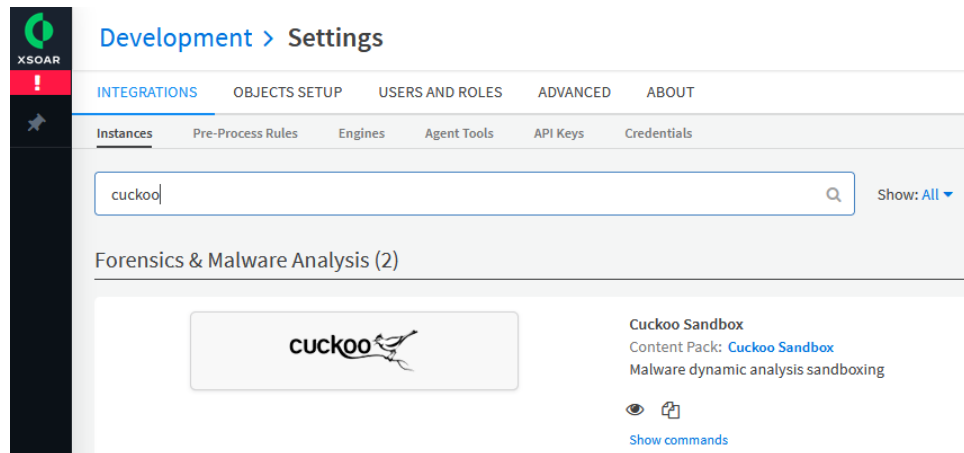 XSOAR
Development > Settings
!
INTEGRATIONS OBJECTS SETUP USERS AND ROLES ADVANCED ABOUT
Instances Pre-Process Rules Engines Agent Tools API Keys Credentials
cuckoo
Show: All
Forensics & Malware Analysis (2)
cuckoo
Cuckoo Sandbox
Content Pack: Cuckoo Sandbox
Malware dynamic analysis sandboxing
Show commands